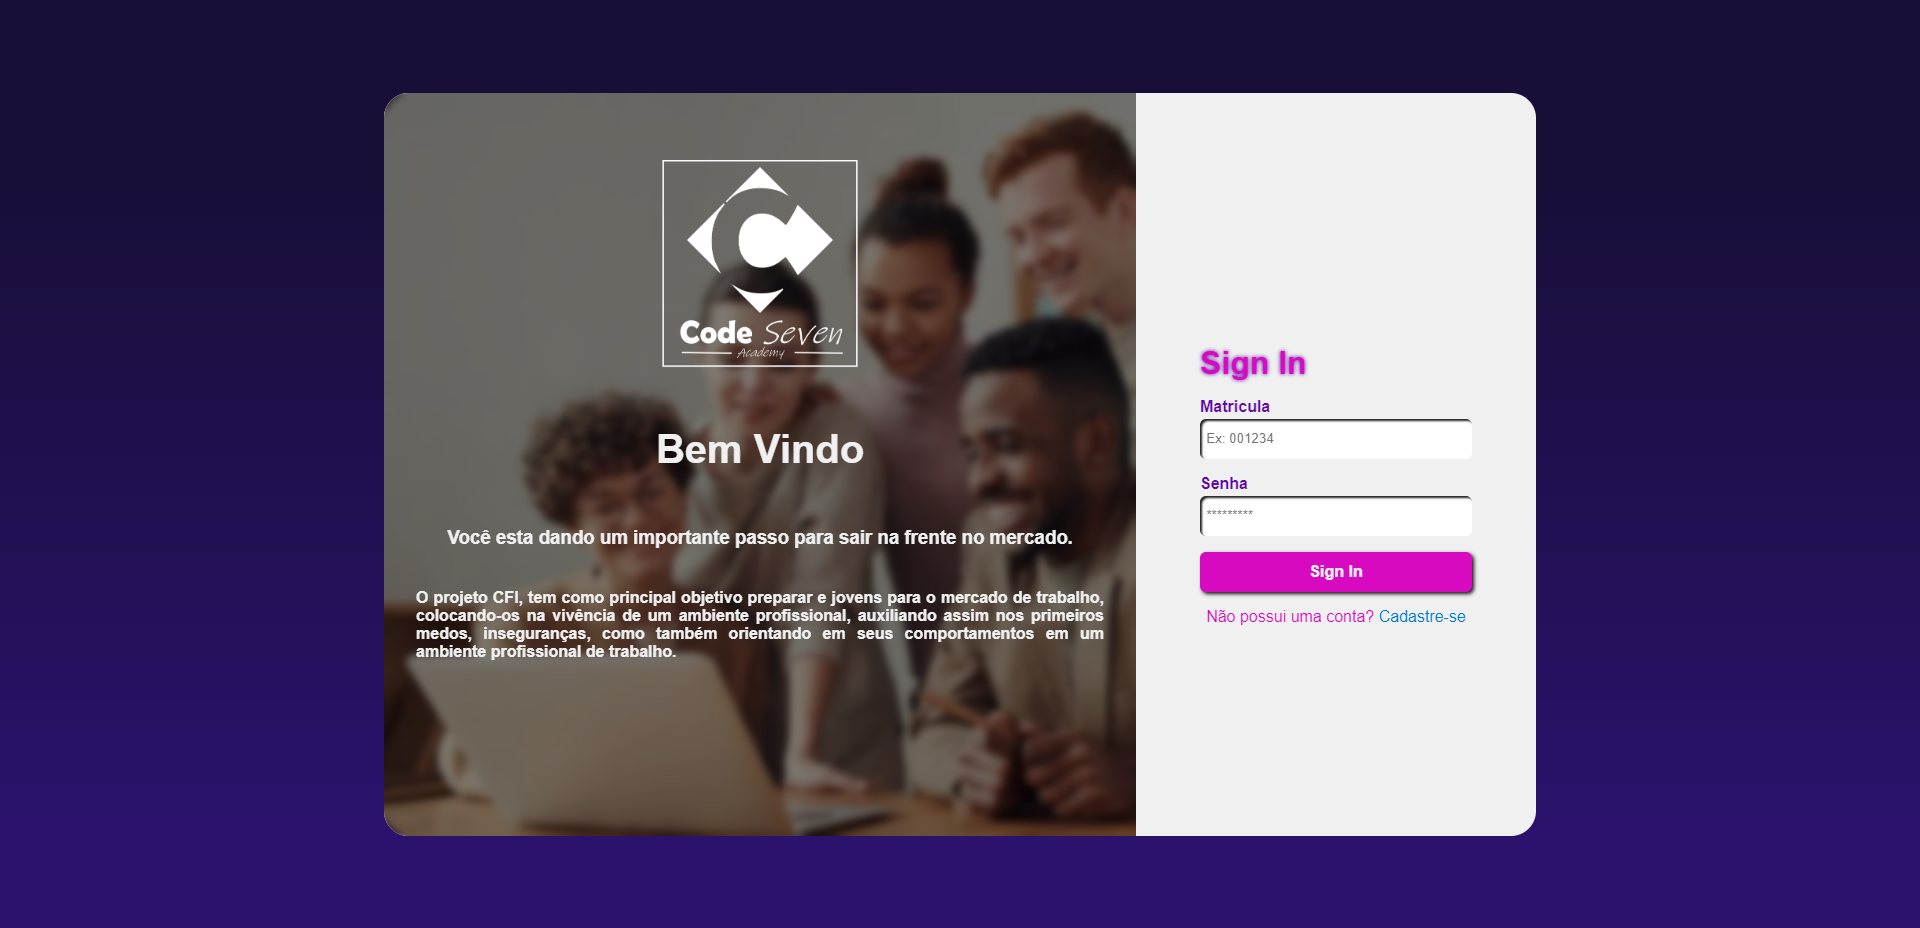 Code Seven
Academy
Bem Vindo
Você esta dando um importante passo para sair na frente no mercado.
O projeto CFI, tem como principal objetivo preparar e jovens para o mercado de trabalho,
colocando-os na vivência de um ambiente profissional, auxiliando assim nos primeiros
medos, inseguranças, como também orientando em seus comportamentos em um
ambiente profissional de trabalho.
Sign In
Matricula
Ex: 001234
Senha
*********
Sign In
Não possui uma conta? Cadastre-se